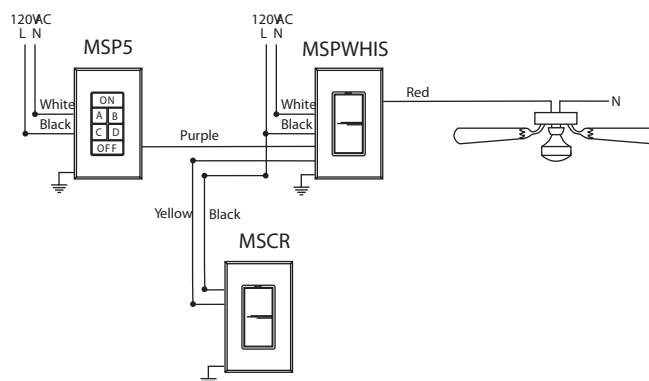 120VAC
L N
MSP5
White
Black
ON
A B
C D
OFF
120VAC
L N
MSPWHIS
White
Black
Purple
Red
N
Yellow
Black
MSCR